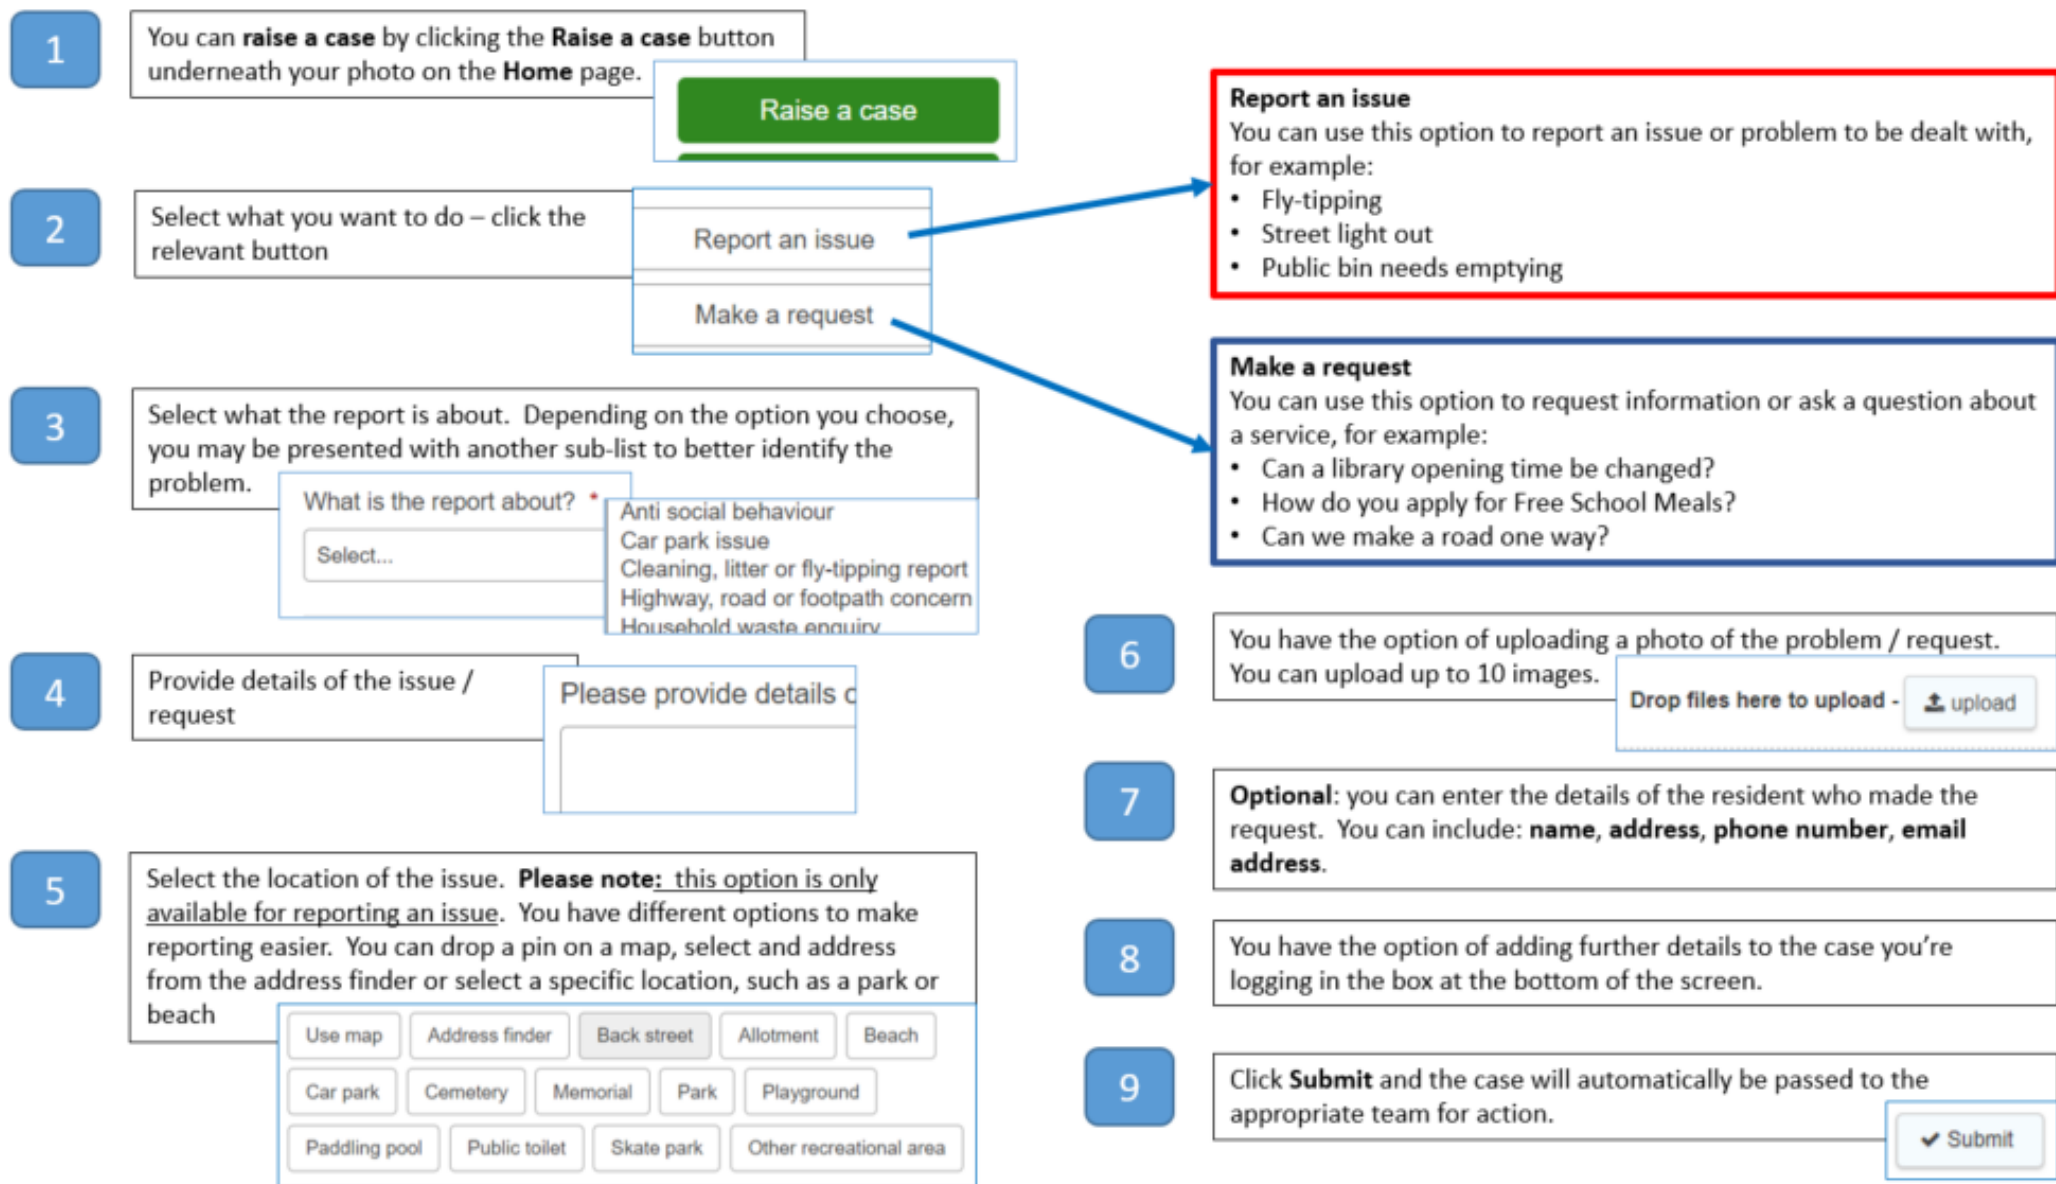 1
You can raise a case by clicking the Raise a case button
underneath your photo on the Home page.
Raise a case
2
Select what you want to do – click the
relevant button
Report an issue
Make a request
Report an issue
You can use this option to report an issue or problem to be dealt with,
for example:
• Fly-tipping
• Street light out
• Public bin needs emptying
Make a request
You can use this option to request information or ask a question about
a service, for example:
• Can a library opening time be changed?
• How do you apply for Free School Meals?
• Can we make a road one way?
3
Select what the report is about. Depending on the option you choose,
you may be presented with another sub-list to better identify the
problem.
What is the report about? *
Select...
Anti social behaviour
Car park issue
Cleaning, litter or fly-tipping report
Highway, road or footpath concern
Household waste enquiry
4
Provide details of the issue /
request
Please provide details o
5
Select the location of the issue. Please note: this option is only
available for reporting an issue. You have different options to make
reporting easier. You can drop a pin on a map, select and address
from the address finder or select a specific location, such as a park or
beach
Use map Address finder Back street Allotment Beach
Car park Cemetery Memorial Park Playground
Paddling pool Public toilet Skate park Other recreational area
6
You have the option of uploading a photo of the problem / request.
You can upload up to 10 images.
Drop files here to upload - upload
7
Optional: you can enter the details of the resident who made the
request. You can include: name, address, phone number, email
address.
8
You have the option of adding further details to the case you're
logging in the box at the bottom of the screen.
9
Click Submit and the case will automatically be passed to the
appropriate team for action.
Submit